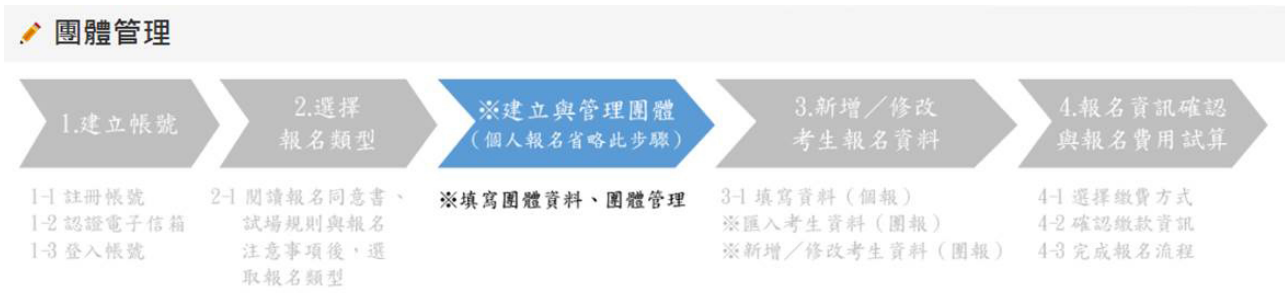 團體管理
1.建立帳號
2.選擇
報名類型
※建立與管理團體
(個人報名省略此步驟)
3.新增／修改
考生報名資料
4.報名資訊確認
與報名費用試算
1-1 註冊帳號
1-2 認證電子信箱
1-3 登入帳號
2-1 閱讀報名同意書、
試場規則與報名
注意事項後，選
取報名類型
※填寫團體資料、團體管理
3-1 填寫資料（個報）
※匯入考生資料（團報）
※新增／修改考生資料（團報）
4-1 選擇繳費方式
4-2 確認繳款資訊
4-3 完成報名流程